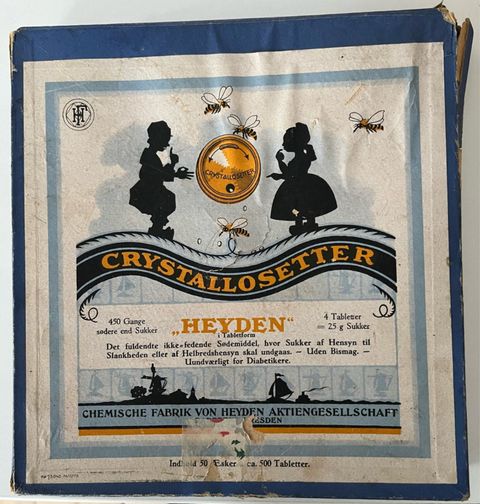 CRYSTALLOSETTER
CRYSTALLOSETTER
450 Gange
sødere end Sukker
„HEYDEN"
i Tabletform
4 Tabletter
= 25 g Sukker
Det fuldendte ikke=fedende Sødemiddel, hvor Sukker af Hensyn til
Slankheden eller af Helbredshensyn skal undgaas. — Uden Bismag. —
Uundværligt for Diabetikere.
CHEMISCHE FABRIK VON HEYDEN AKTIENGESELLSCHAFT
Indhold 50 Æsker ca. 500 Tabletter.